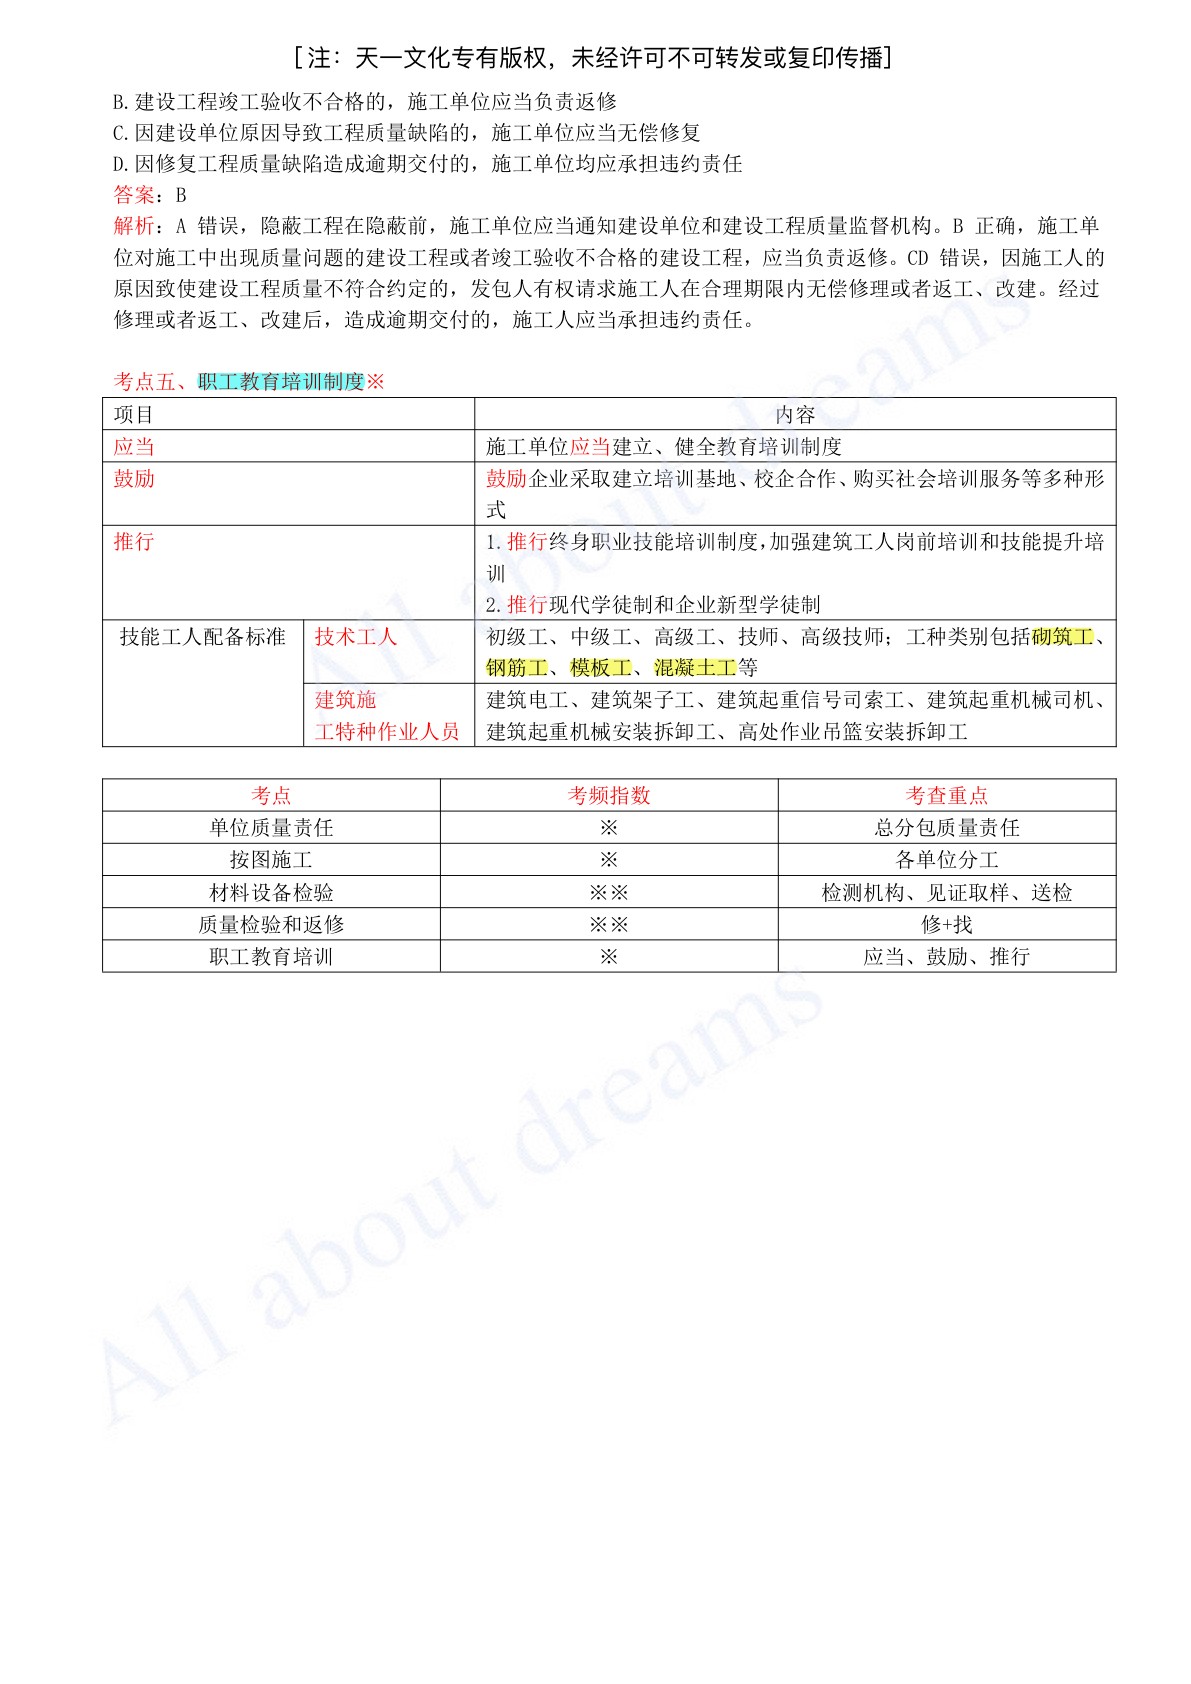 [注：天一文化专有版权，未经许可不可转发或复印传播]
B.建设工程竣工验收不合格的，施工单位应当负责返修
C.因建设单位原因导致工程质量缺陷的，施工单位应当无偿修复
D.因修复工程质量缺陷造成逾期交付的，施工单位均应承担违约责任
答案：B
解析：A 错误，隐蔽工程在隐蔽前，施工单位应当通知建设单位和建设工程质量监督机构。B 正确，施工单
位对施工中出现质量问题的建设工程或者竣工验收不合格的建设工程，应当负责返修。CD 错误，因施工人的
原因致使建设工程质量不符合约定的，发包人有权请求施工人在合理期限内无偿修理或者返工、改建。经过
修理或者返工、改建后，造成逾期交付的，施工人应当承担违约责任。
考点五、职工教育培训制度※
项目 内容
应当 施工单位应当建立、健全教育培训制度
鼓励 鼓励企业采取建立培训基地、校企合作、购买社会培训服务等多种形
式
推行 1.推行终身职业技能培训制度，加强建筑工人岗前培训和技能提升培
训
2.推行现代学徒制和企业新型学徒制
技能工人配备标准 技术工人 初级工、中级工、高级工、技师、高级技师；工种类别包括砌筑工、
钢筋工、模板工、混凝土工等
建筑施 建筑电工、建筑架子工、建筑起重信号司索工、建筑起重机械司机、
工特种作业人员 建筑起重机械安装拆卸工、高处作业吊篮安装拆卸工
考点 考频指数 考查重点
单位质量责任 ※ 总分包质量责任
按图施工 ※ 各单位分工
材料设备检验 ※※ 检测机构、见证取样、送检
质量检验和返修 ※※ 修+找
职工教育培训 ※ 应当、鼓励、推行
All about dreams
All about dreams